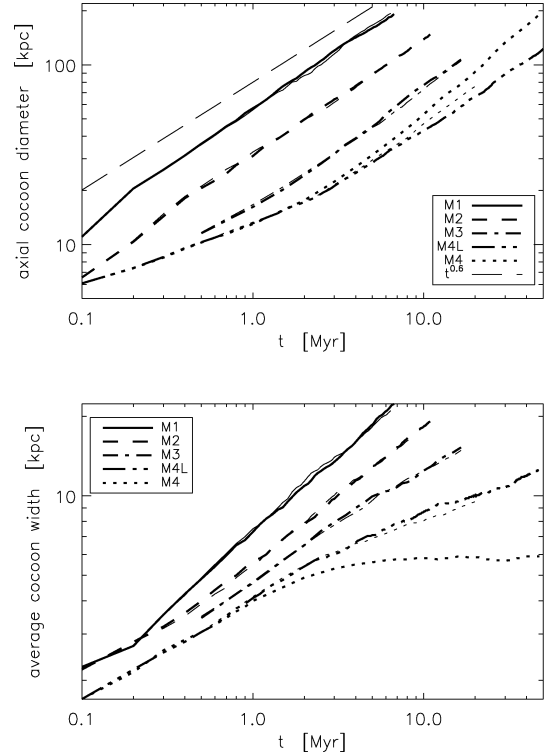 axial cocoon diameter [kpc]
100
10
M1
M2
M3
M4L
M4
t^0.6
0.1
1.0
10.0
t [Myr]
average cocoon width [kpc]
10
M1
M2
M3
M4L
M4
0.1
1.0
10.0
t [Myr]